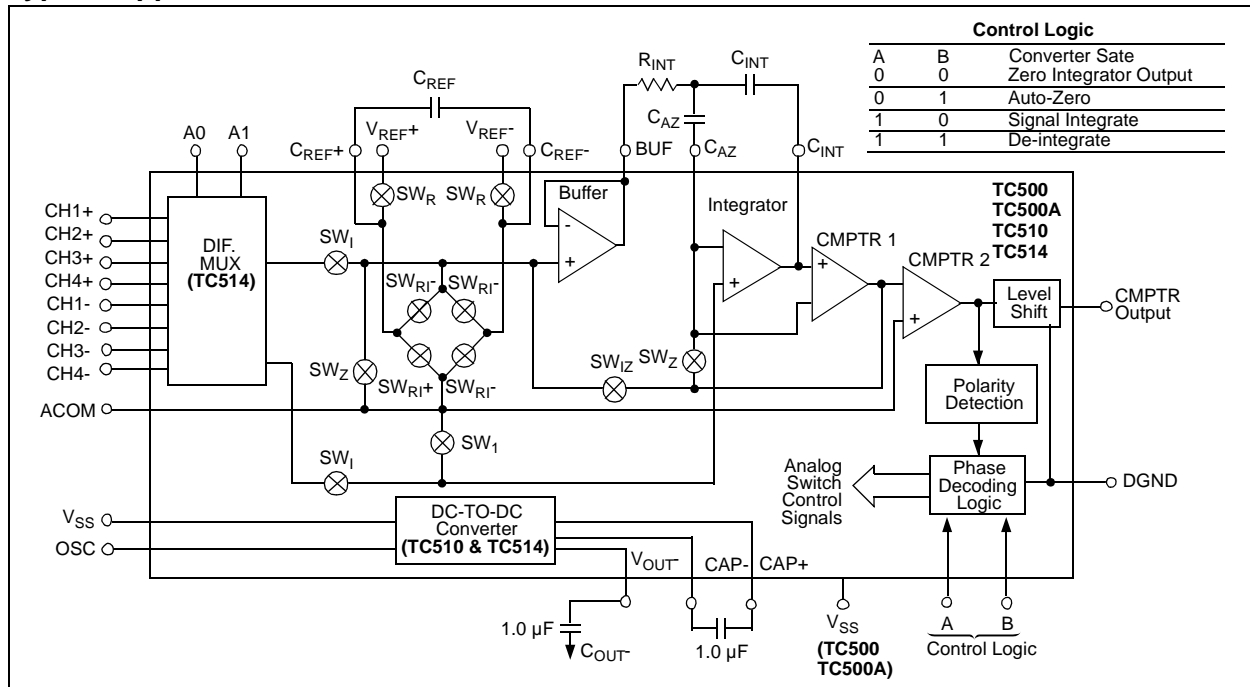 Control Logic
A B Converter Sate
0 0 Zero Integrator Output
0 1 Auto-Zero
1 0 Signal Integrate
1 1 De-integrate
RINT
CINT
CREF
CAZ
A0
A1
VREF+
VREF-
CREF+
CREF-
BUF
CAZ
CINT
SWR
SWR
Buffer
-
+
Integrator
+
CMPTR 1
+
CMPTR 2
+
TC500
TC500A
TC510
TC514
CH1+
CH2+
CH3+
CH4+
CH1-
CH2-
CH3-
CH4-
DIF.
MUX
(TC514)
SWI
SWRI-
SWRI-
SWZ
SWRI+
SWRI-
SWIZ
SWZ
Level
Shift
CMPTR
Output
Polarity
Detection
ACOM
SW1
SWI
Analog
Switch
Control
Signals
Phase
Decoding
Logic
DGND
VSS
OSC
DC-TO-DC
Converter
(TC510 & TC514)
VOUT-
CAP-
CAP+
1.0 µF
COUT-
1.0 µF
VSS
(TC500
TC500A)
A
B
Control Logic